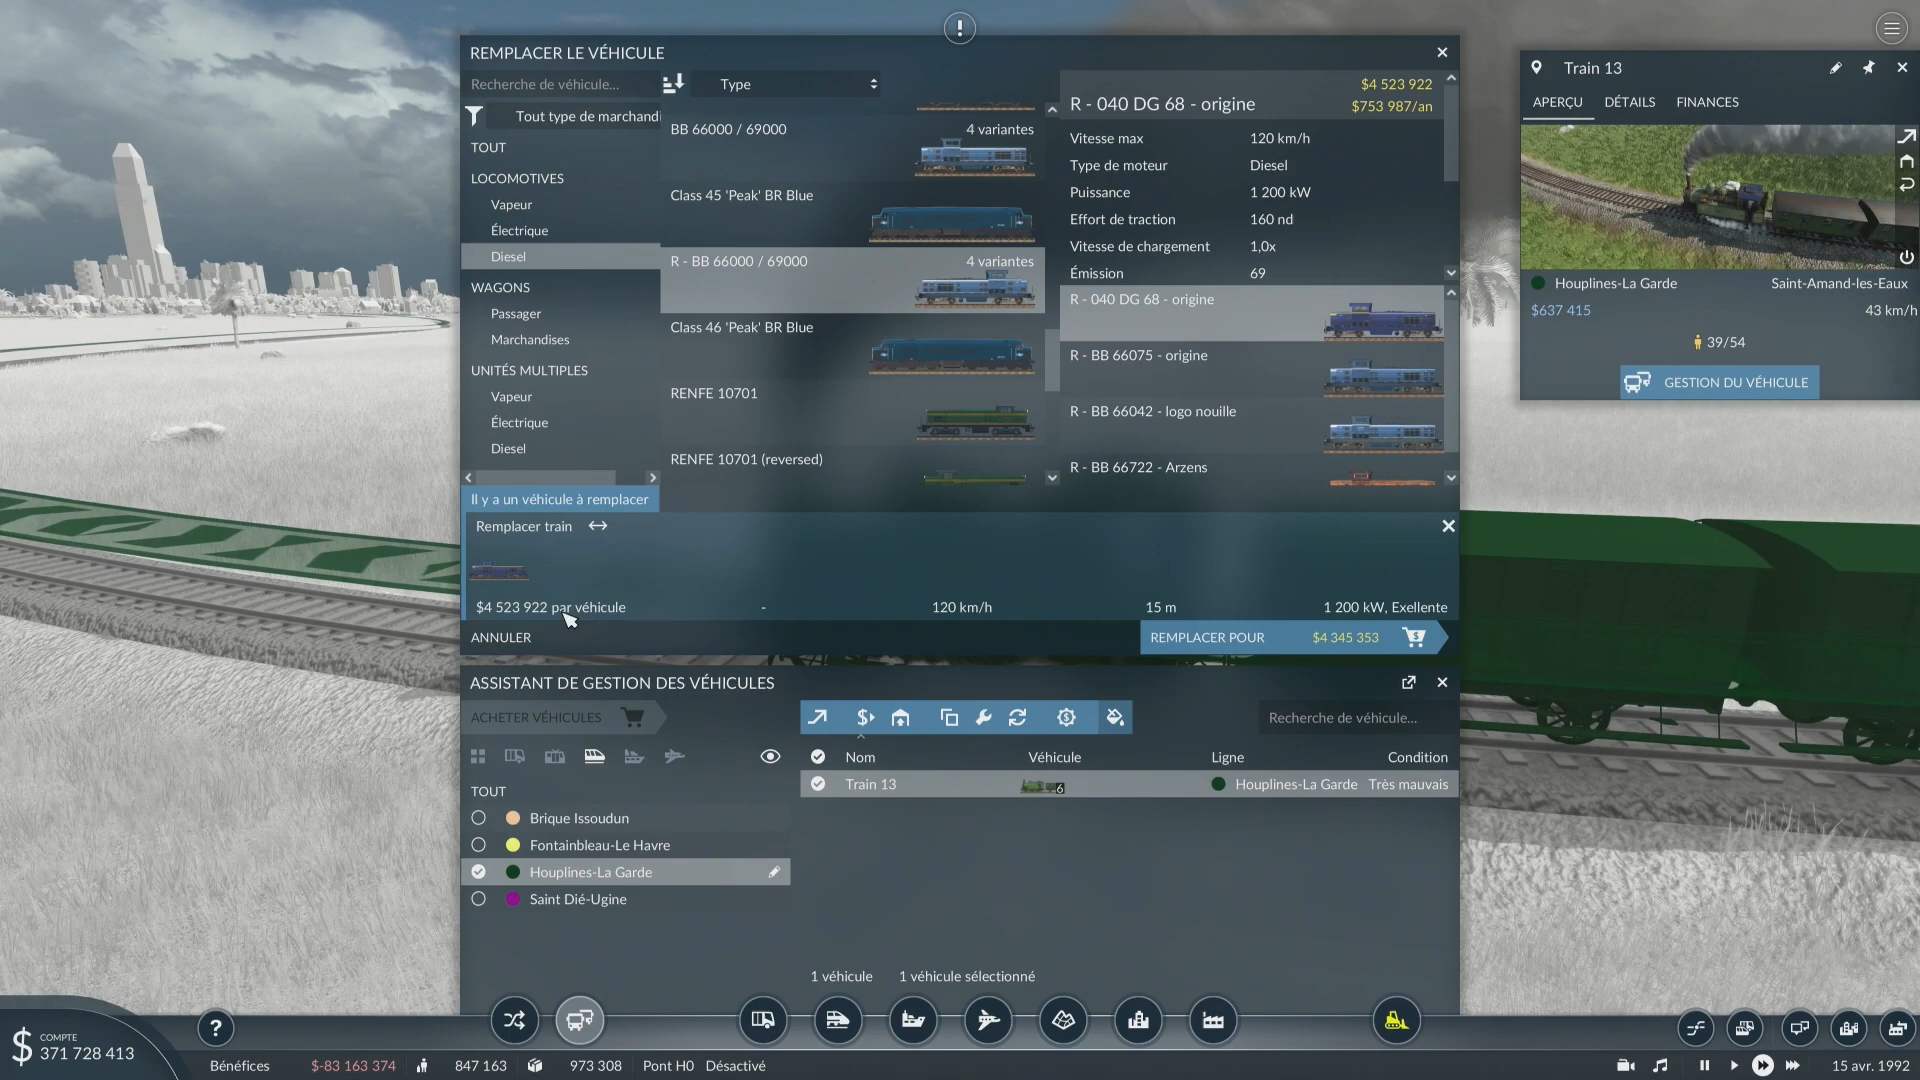 REMPLACER LE VÉHICULE
Recherche de véhicule...
Type
Tout type de marchandi
TOUT
LOCOMOTIVES
Vapeur
Électrique
Diesel
WAGONS
Passager
Marchandises
UNITÉS MULTIPLES
Vapeur
Électrique
Diesel
BB 66000 / 69000
4 variantes
Class 45 'Peak' BR Blue
R - BB 66000 / 69000
4 variantes
Class 46 'Peak' BR Blue
RENFE 10701
RENFE 10701 (reversed)
R - 040 DG 68 - origine
$4 523 922
$753 987/an
Vitesse max 120 km/h
Type de moteur Diesel
Puissance 1 200 kW
Effort de traction 160 nd
Vitesse de chargement 1,0x
Émission 69
R - 040 DG 68 - origine
R - BB 66075 - origine
R - BB 66042 - logo nouille
R - BB 66722 - Arzens
Il y a un véhicule à remplacer
Remplacer train
$4 523 922 par véhicule - 120 km/h 15 m 1 200 kW, Exellente
ANNULER
REMPLACER POUR $4 345 353
ASSISTANT DE GESTION DES VÉHICULES
ACHETER VÉHICULES
Recherche de véhicule...
TOUT
Brique Issoudun
Fontainbleau-Le Havre
Houplines-La Garde
Saint Dié-Ugine
Nom Véhicule Ligne Condition
Train 13 6 Houplines-La Garde Très mauvais
1 véhicule 1 véhicule sélectionné
Train 13
APERÇU DÉTAILS FINANCES
Houplines-La Garde Saint-Amand-les-Eaux
$637 415 43 km/h
39/54
GESTION DU VÉHICULE
$ COMPTE
371 728 413
?
Bénéfices $-83 163 374 847 163 973 308 Pont H0 Désactivé
15 avr. 1992